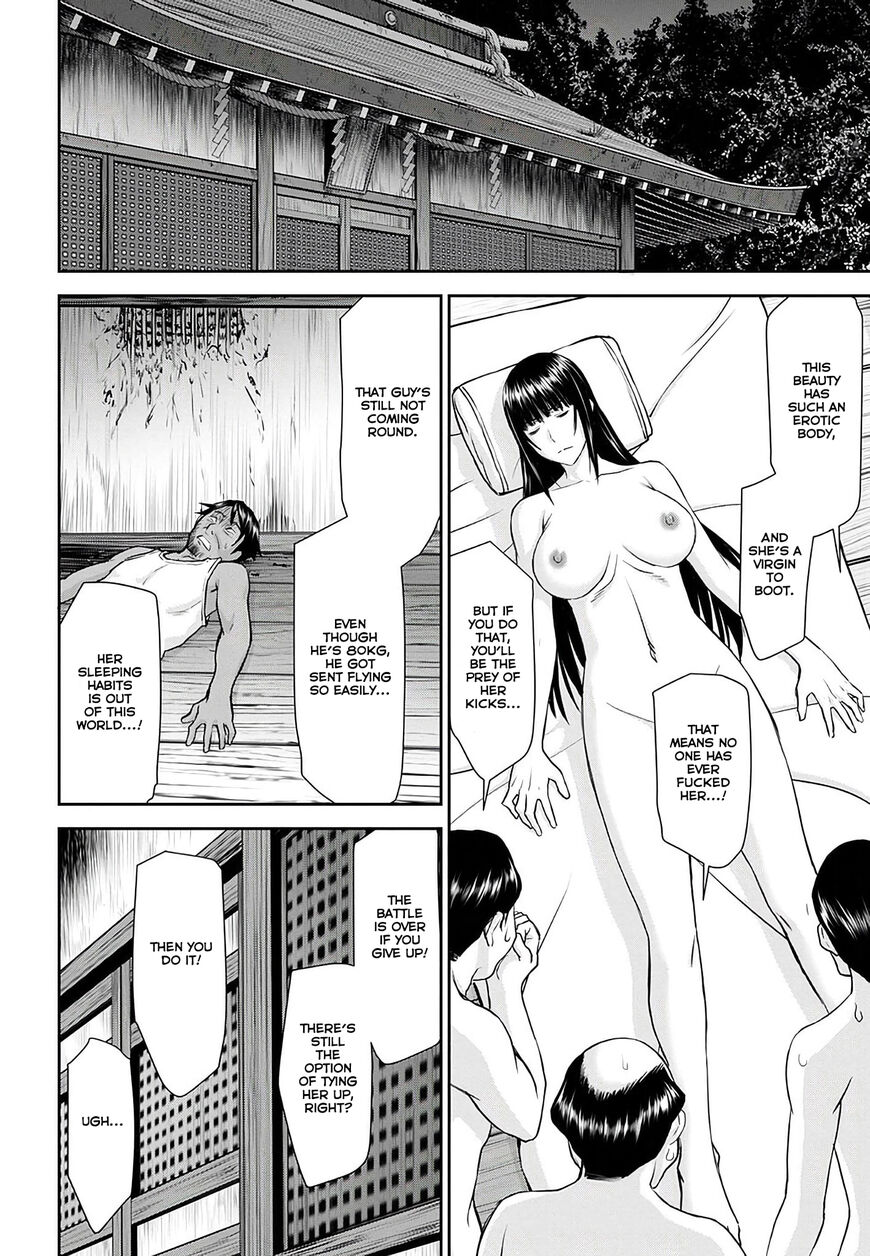 THIS
BEAUTY
HAS
SUCH AN
EROTIC
BODY,
AND
SHE'S A
VIRGIN
TO
BOOT.
THAT
MEANS NO
ONE HAS
EVER
FUCKED
HER...!
BUT IF
YOU DO
THAT,
YOU'LL
BE THE
PREY OF
HER
KICKS...
THAT GUY'S
STILL NOT
COMING
ROUND.
EVEN
THOUGH
HE'S 80KG,
HE GOT
SENT FLYING
SO EASILY...
HER
SLEEPING
HABITS
IS OUT
OF THIS
WORLD...!
THE
BATTLE
IS OVER
IF YOU
GIVE UP!
THERE'S
STILL
THE
OPTION
OF TYING
HER UP,
RIGHT?
THEN YOU
DO IT!
UGH...